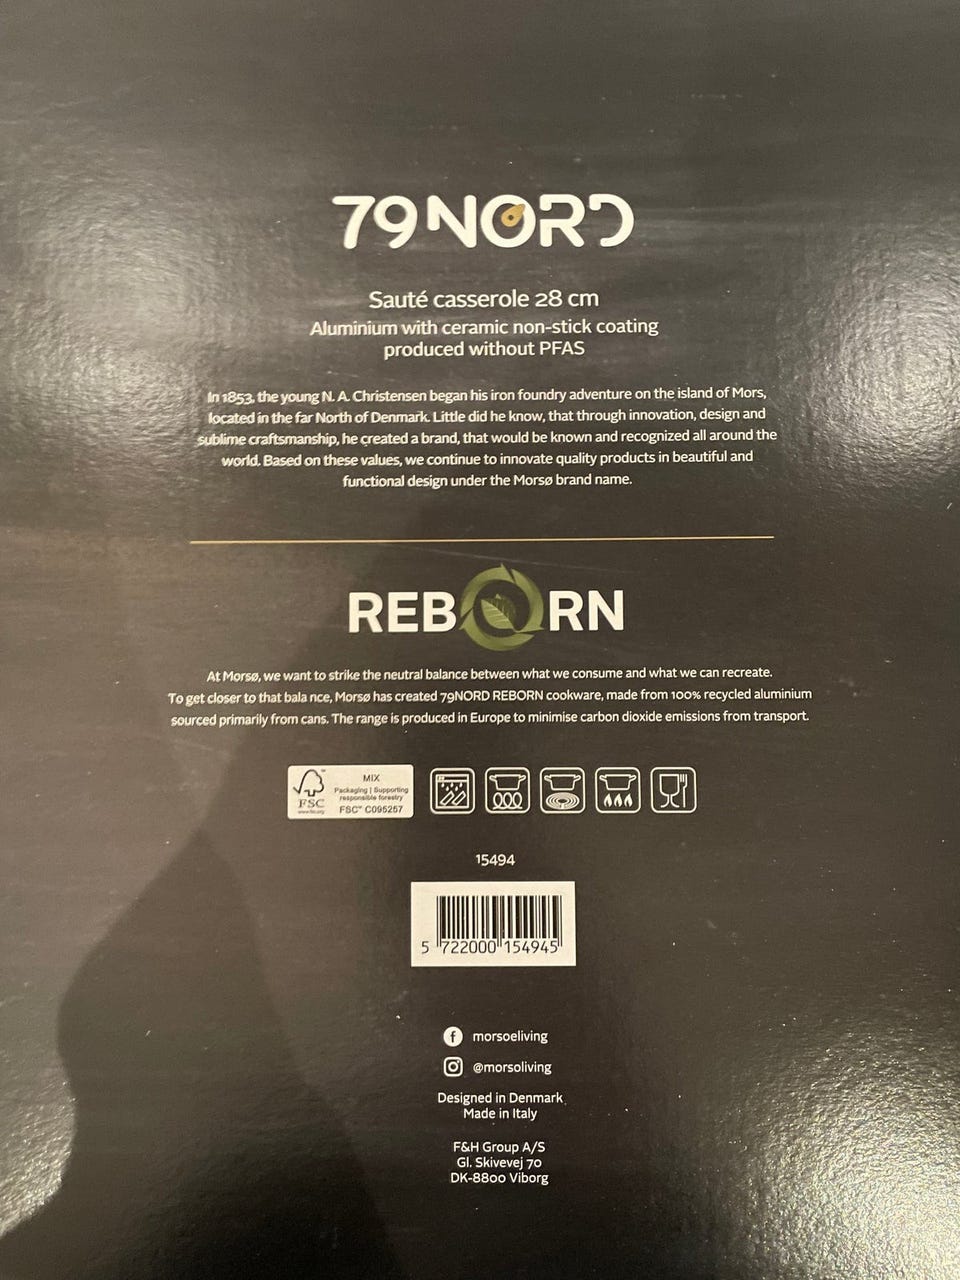 79NORD
Sauté casserole 28 cm
Aluminium with ceramic non-stick coating
produced without PFAS
In 1853, the young N. A. Christensen began his iron foundry adventure on the island of Mors,
located in the far North of Denmark. Little did he know, that through innovation, design and
sublime craftsmanship, he created a brand, that would be known and recognized all around the
world. Based on these values, we continue to innovate quality products in beautiful and
functional design under the Morsø brand name.
REBORN
At Morsø, we want to strike the neutral balance between what we consume and what we can recreate.
To get closer to that bala nce, Morsø has created 79NORD REBORN cookware, made from 100% recycled aluminium
sourced primarily from cans. The range is produced in Europe to minimise carbon dioxide emissions from transport.
FSC
www.fsc.org
MIX
Packaging | Supporting
responsible forestry
FSC™ C095257
15494
5 722000 154945
morsoeliving
@morsoliving
Designed in Denmark
Made in Italy
F&H Group A/S
Gl. Skivevej 70
DK-8800 Viborg